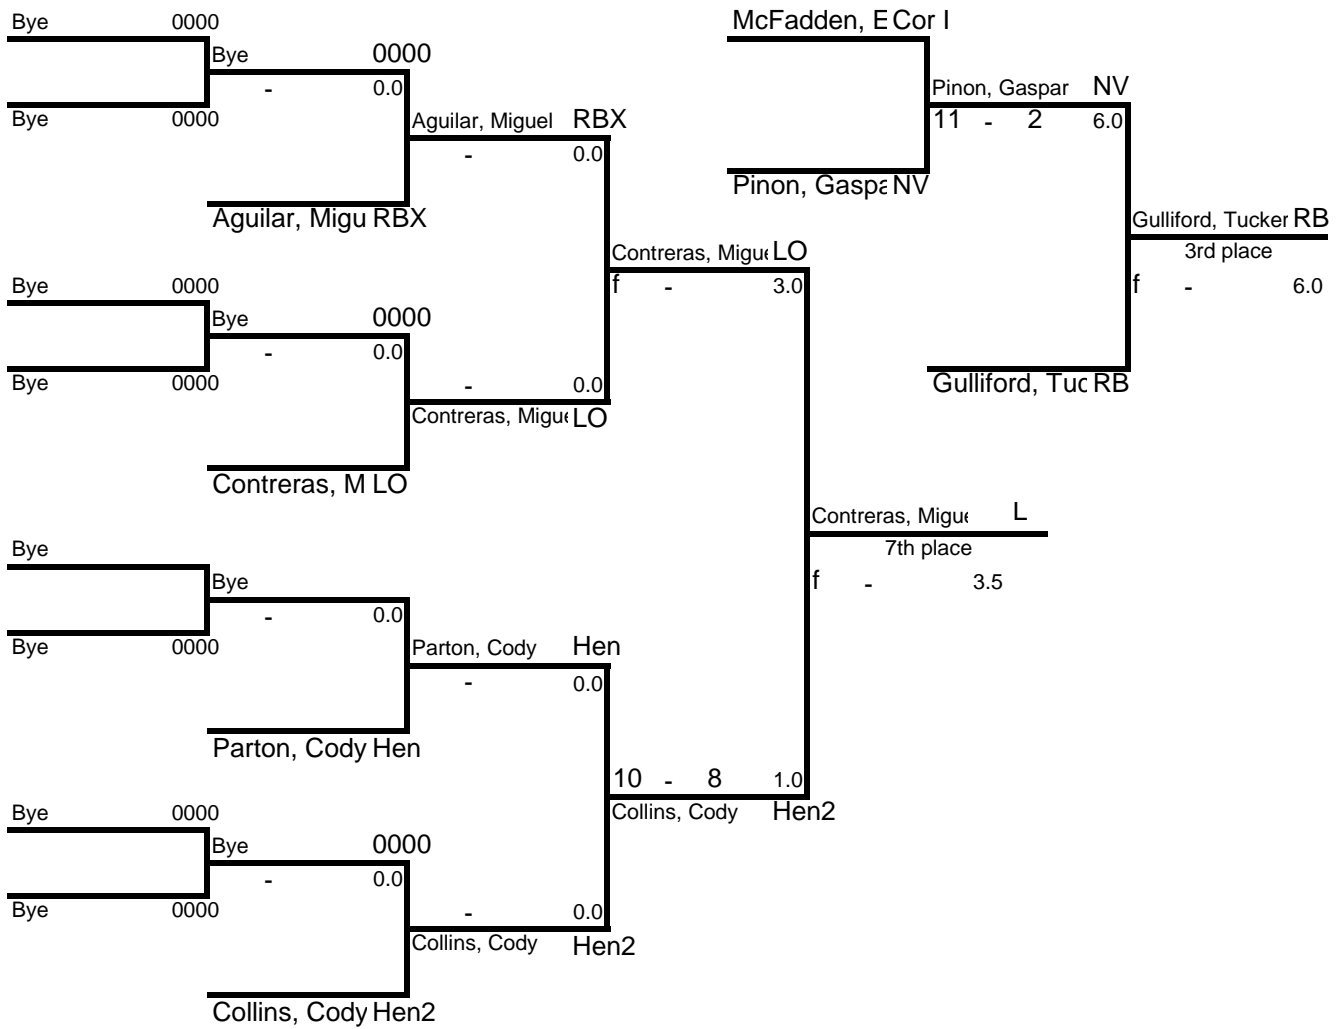 Bye 0000
Bye 0000
- 0.0
Bye 0000
Aguilar, Miguel RBX
- 0.0
Aguilar, Migu RBX
Contreras, Migue LO
f - 3.0
Bye 0000
Bye 0000
- 0.0
Bye 0000
- 0.0
Contreras, Migue LO
Contreras, M LO
Contreras, Migue L
7th place
f - 3.5
Bye
Bye
- 0.0
Bye 0000
Parton, Cody Hen
- 0.0
Parton, Cody Hen
10 - 8 1.0
Collins, Cody Hen2
Bye 0000
Bye 0000
- 0.0
Bye 0000
- 0.0
Collins, Cody Hen2
Collins, Cody Hen2
McFadden, E Cor I
Pinon, Gaspar NV
11 - 2 6.0
Pinon, Gaspa NV
Gulliford, Tucker RB
3rd place
f - 6.0
Gulliford, Tuc RB